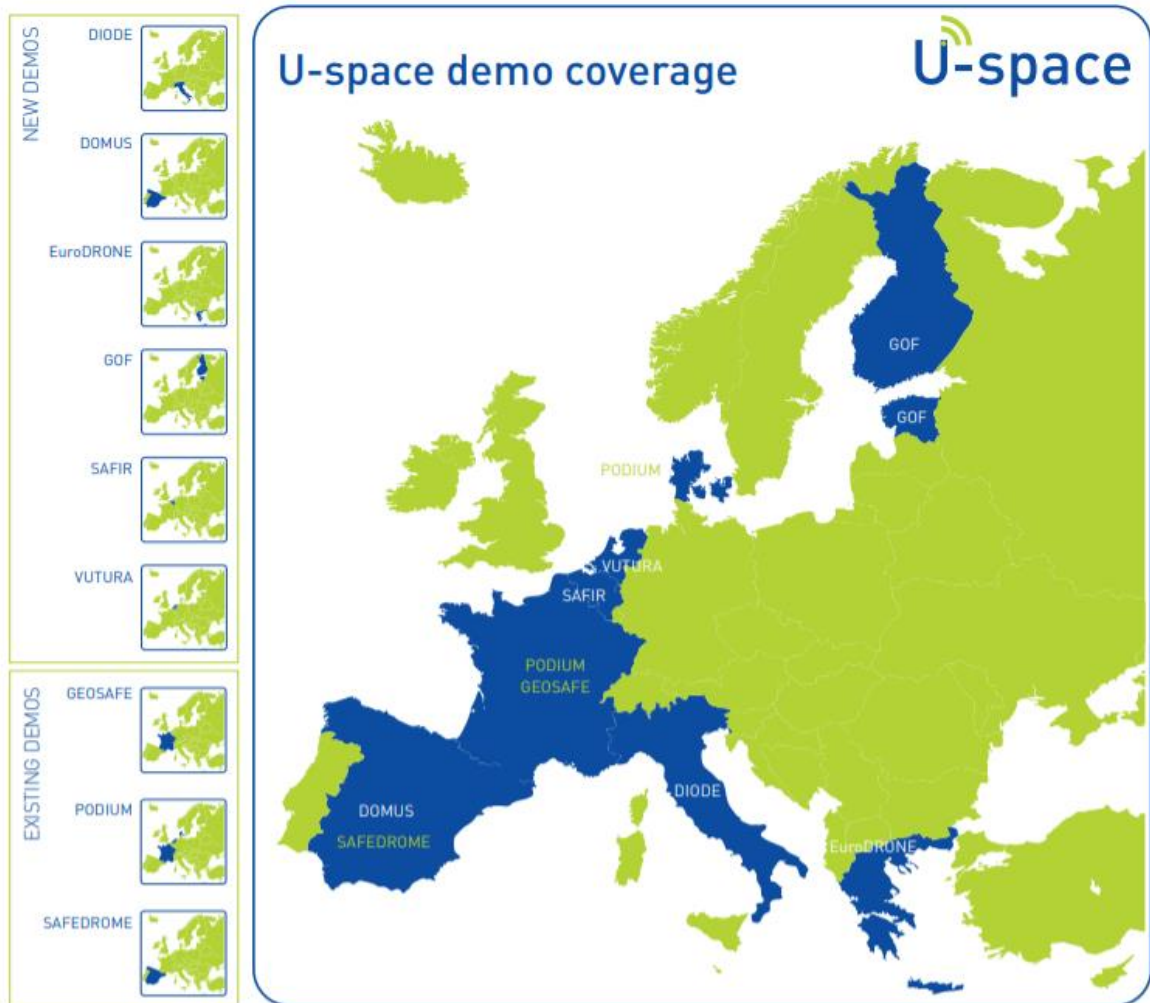 NEW DEMOS
DIODE
DOMUS
EuroDRONE
GOF
SAFIR
VUTURA
EXISTING DEMOS
GEOSAFE
PODIUM
SAFEDROME
U-space demo coverage
U-space
GOF
GOF
PODIUM
VUTURA
SAFIR
PODIUM
GEOSAFE
DIODE
DOMUS
SAFEDROME
EuroDRONE